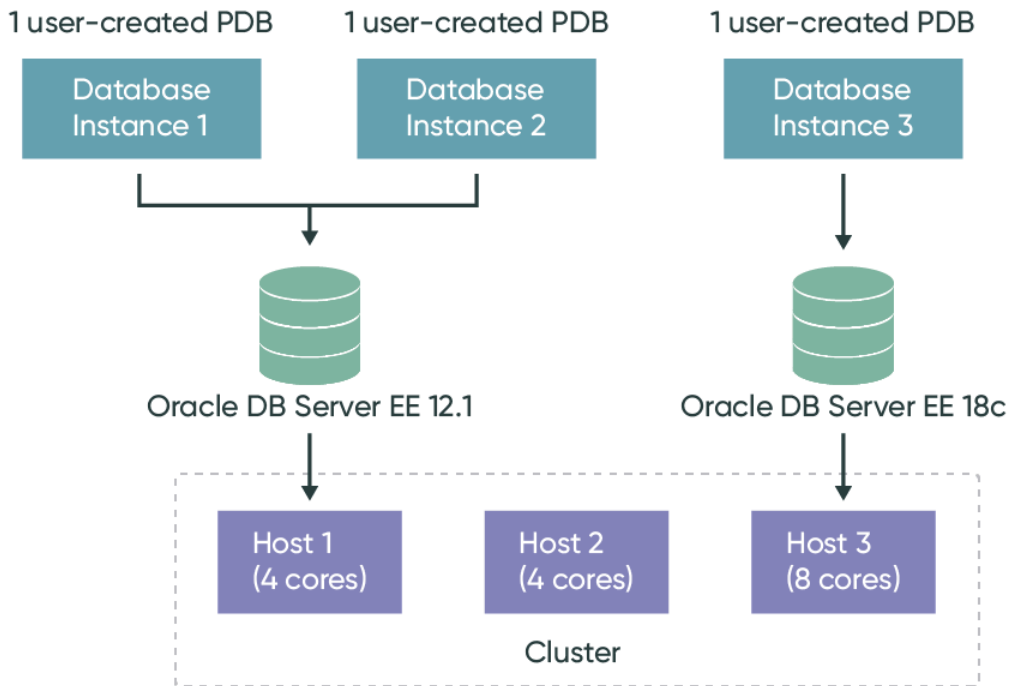 1 user-created PDB
1 user-created PDB
1 user-created PDB
Database
Instance 1
Database
Instance 2
Database
Instance 3
Oracle DB Server EE 12.1
Oracle DB Server EE 18c
Host 1
(4 cores)
Host 2
(4 cores)
Host 3
(8 cores)
Cluster